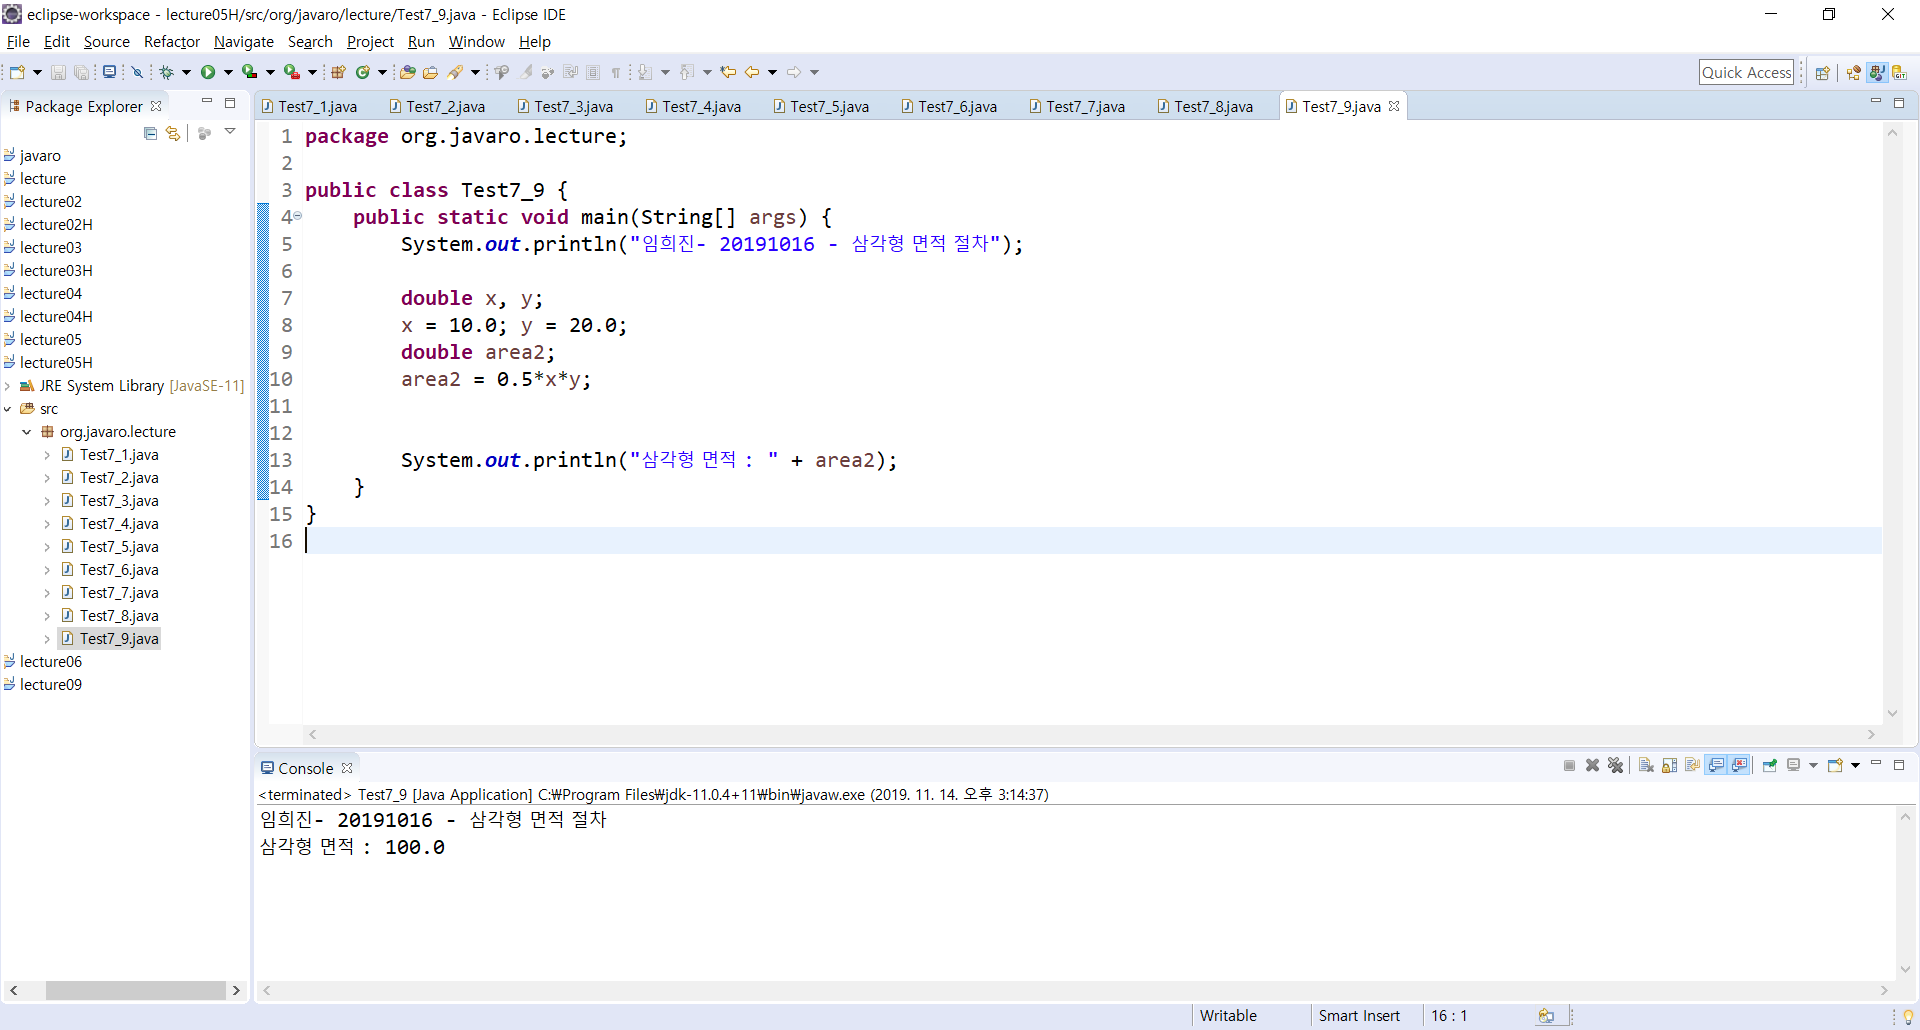 eclipse-workspace - lecture05H/src/org/javaro/lecture/Test7_9.java - Eclipse IDE
File Edit Source Refactor Navigate Search Project Run Window Help
Quick Access
Package Explorer
javaro
lecture
lecture02
lecture02H
lecture03
lecture03H
lecture04
lecture04H
lecture05
lecture05H
JRE System Library [JavaSE-11]
src
org.javaro.lecture
Test7_1.java
Test7_2.java
Test7_3.java
Test7_4.java
Test7_5.java
Test7_6.java
Test7_7.java
Test7_8.java
Test7_9.java
lecture06
lecture09
Test7_1.java Test7_2.java Test7_3.java Test7_4.java Test7_5.java Test7_6.java Test7_7.java Test7_8.java Test7_9.java
1 package org.javaro.lecture;
2
3 public class Test7_9 {
4 public static void main(String[] args) {
5 System.out.println("임희진- 20191016 - 삼각형 면적 절차");
6
7 double x, y;
8 x = 10.0; y = 20.0;
9 double area2;
10 area2 = 0.5*x*y;
11
12
13 System.out.println("삼각형 면적 : " + area2);
14 }
15 }
16
Console
<terminated> Test7_9 [Java Application] C:₩Program Files₩jdk-11.0.4+11₩bin₩javaw.exe (2019. 11. 14. 오후 3:14:37)
임희진- 20191016 - 삼각형 면적 절차
삼각형 면적 : 100.0
Writable Smart Insert 16 : 1